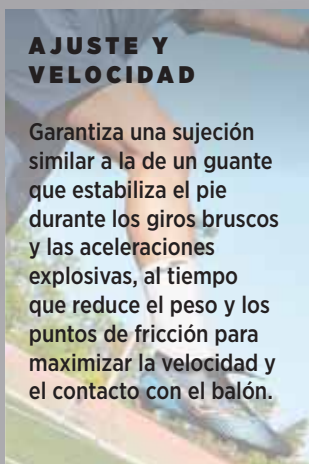 AJUSTE Y
VELOCIDAD
Garantiza una sujeción
similar a la de un guante
que estabiliza el pie
durante los giros bruscos
y las aceleraciones
explosivas, al tiempo
que reduce el peso y los
puntos de fricción para
maximizar la velocidad y
el contacto con el balón.